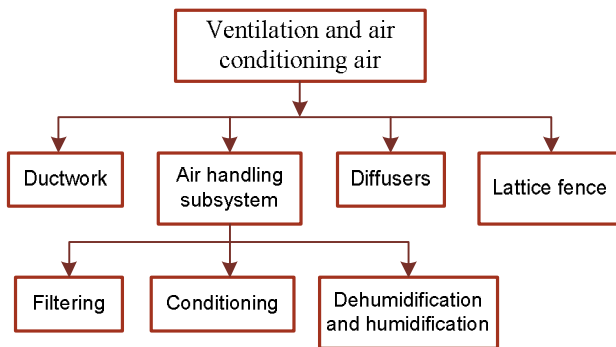 Ventilation and air
conditioning air
Ductwork
Air handling
subsystem
Diffusers
Lattice fence
Filtering
Conditioning
Dehumidification
and humidification